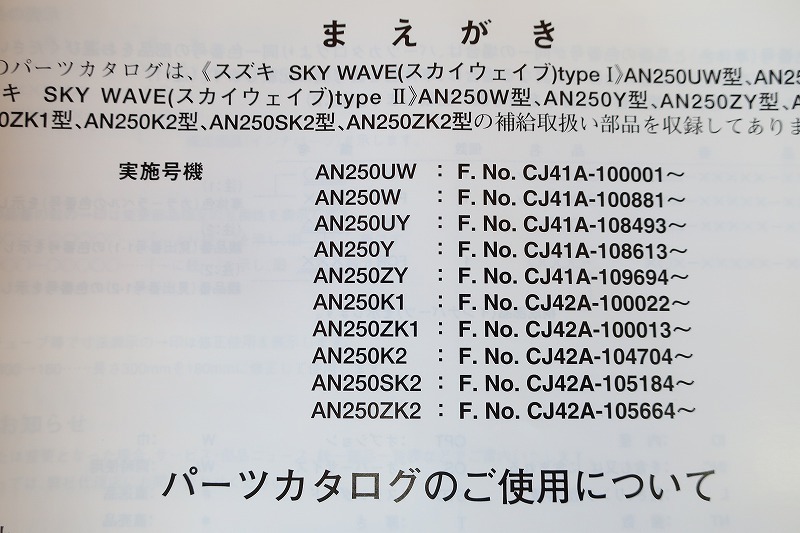 まえがき
のパーツカタログは、《スズキ SKY WAVE(スカイウェイブ)type I》AN250UW型、AN25
キ SKY WAVE(スカイウェイブ)type II》AN250W型、AN250Y型、AN250ZY型、A
0ZK1型、AN250K2型、AN250SK2型、AN250ZK2型の補給取扱い部品を収録してありま
実施号機 AN250UW : F. No. CJ41A-100001~
AN250W : F. No. CJ41A-100881~
AN250UY : F. No. CJ41A-108493~
AN250Y : F. No. CJ41A-108613~
AN250ZY : F. No. CJ41A-109694~
AN250K1 : F. No. CJ42A-100022~
AN250ZK1 : F. No. CJ42A-100013~
AN250K2 : F. No. CJ42A-104704~
AN250SK2 : F. No. CJ42A-105184~
AN250ZK2 : F. No. CJ42A-105664~
パーツカタログのご使用について